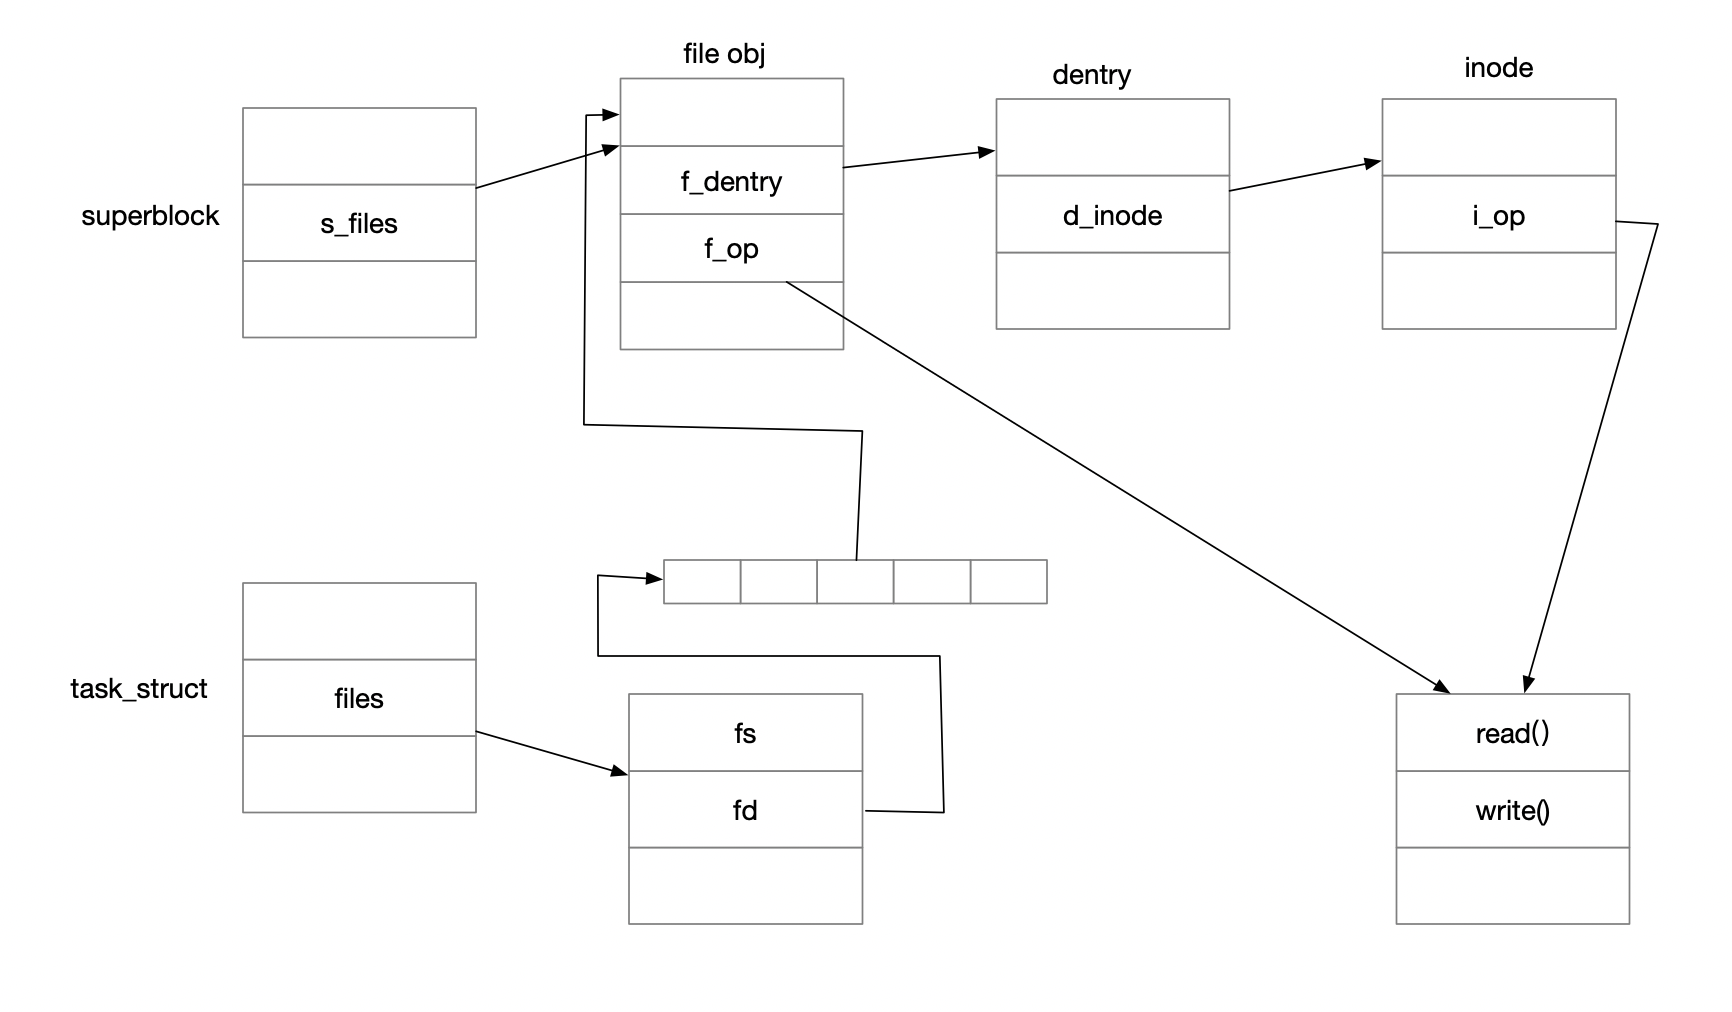 file obj
dentry
inode
superblock
s_files
f_dentry
f_op
d_inode
i_op
task_struct
files
fs
fd
read()
write()